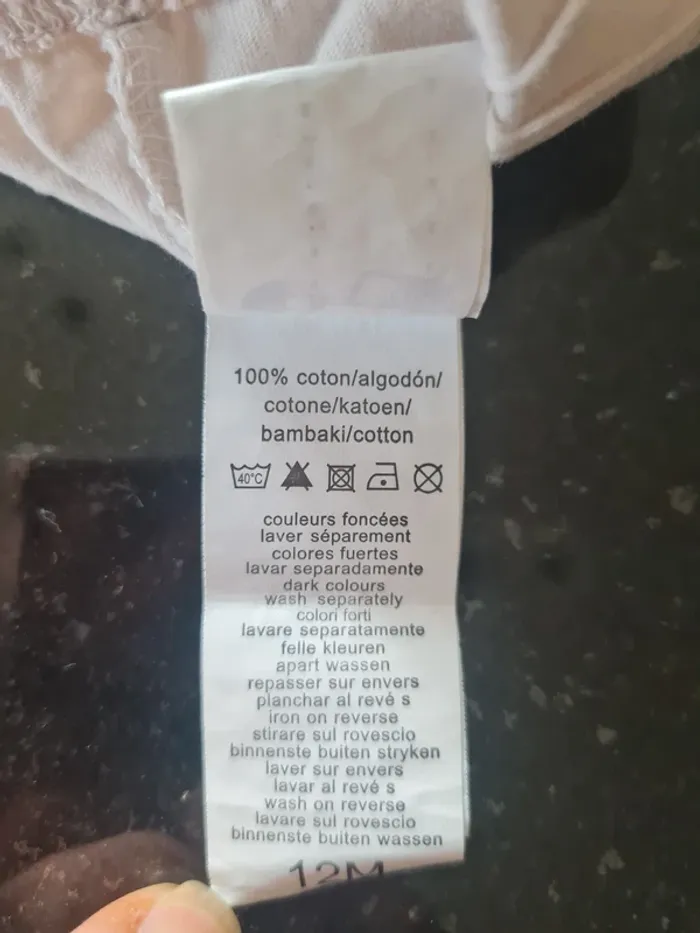 100% coton/algodón/
cotone/katoen/
bambaki/cotton
40°C
couleurs foncées
laver séparement
colores fuertes
lavar separadamente
dark colours
wash separately
colori forti
lavare separatamente
felle kleuren
apart wassen
repasser sur envers
planchar al revé s
iron on reverse
stirare sul rovescio
binnenste buiten stryken
laver sur envers
lavar al revé s
wash on reverse
lavare sul rovescio
binnenste buiten wassen
12M